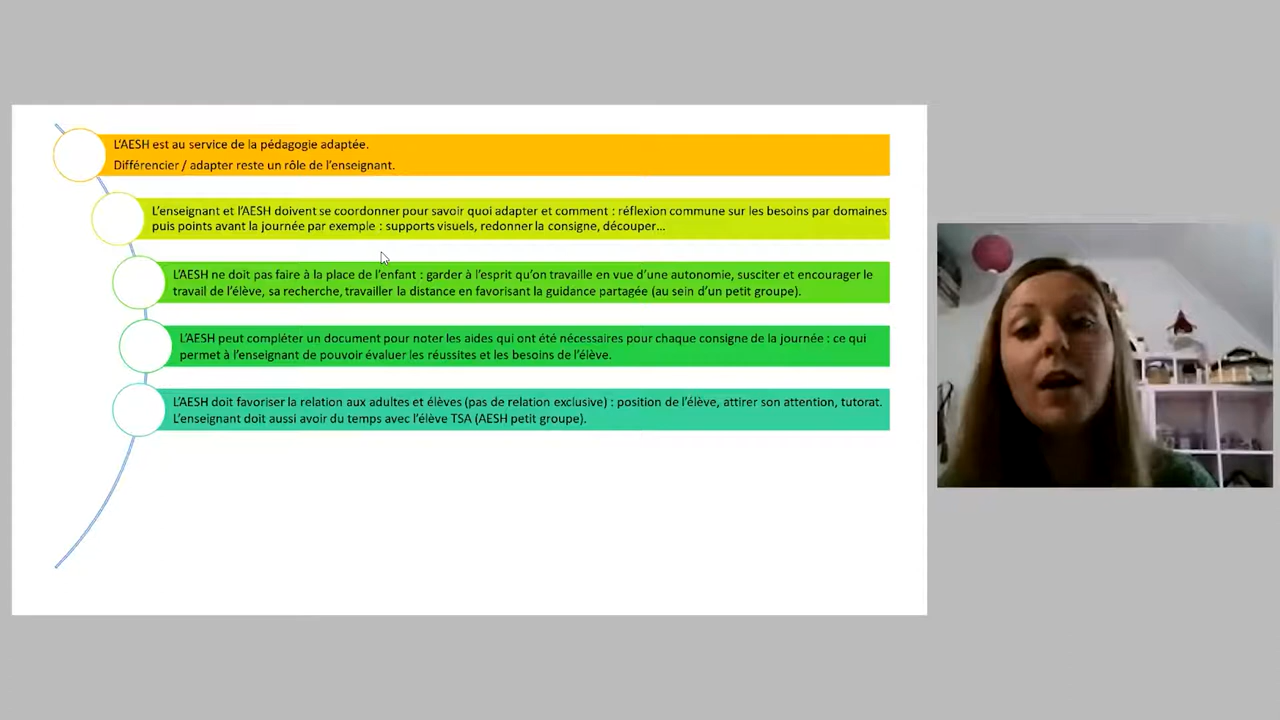 L'AESH est au service de la pédagogie adaptée.
Différencier / adapter reste un rôle de l'enseignant.
L'enseignant et l'AESH doivent se coordonner pour savoir quoi adapter et comment : réflexion commune sur les besoins par domaines
puis points avant la journée par exemple : supports visuels, redonner la consigne, découper...
L'AESH ne doit pas faire à la place de l'enfant : garder à l'esprit qu'on travaille en vue d'une autonomie, susciter et encourager le
travail de l'élève, sa recherche, travailler la distance en favorisant la guidance partagée (au sein d'un petit groupe).
L'AESH peut compléter un document pour noter les aides qui ont été nécessaires pour chaque consigne de la journée : ce qui
permet à l'enseignant de pouvoir évaluer les réussites et les besoins de l'élève.
L'AESH doit favoriser la relation aux adultes et élèves (pas de relation exclusive) : position de l'élève, attirer son attention, tutorat.
L'enseignant doit aussi avoir du temps avec l'élève TSA (AESH petit groupe).